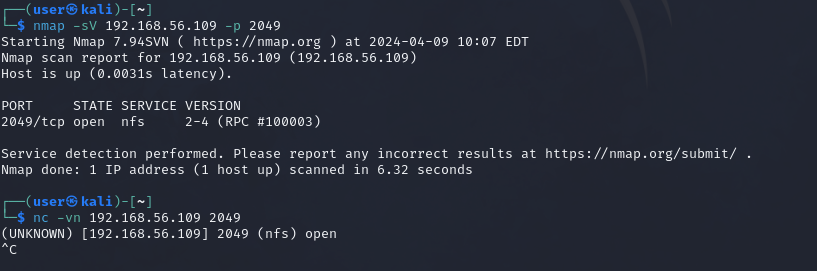 ┌──(user㉿kali)-[~]
└─$ nmap -sV 192.168.56.109 -p 2049
Starting Nmap 7.94SVN ( https://nmap.org ) at 2024-04-09 10:07 EDT
Nmap scan report for 192.168.56.109 (192.168.56.109)
Host is up (0.0031s latency).
PORT     STATE SERVICE VERSION
2049/tcp open  nfs     2-4 (RPC #100003)
Service detection performed. Please report any incorrect results at https://nmap.org/submit/ .
Nmap done: 1 IP address (1 host up) scanned in 6.32 seconds
┌──(user㉿kali)-[~]
└─$ nc -vn 192.168.56.109 2049
(UNKNOWN) [192.168.56.109] 2049 (nfs) open
^C